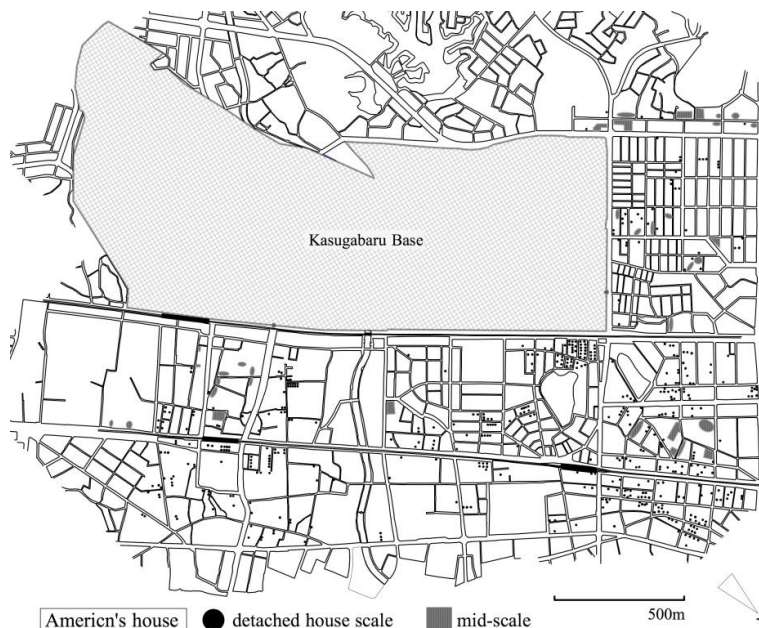 Kasugabaru Base
Americn's house
detached house scale
mid-scale
500m